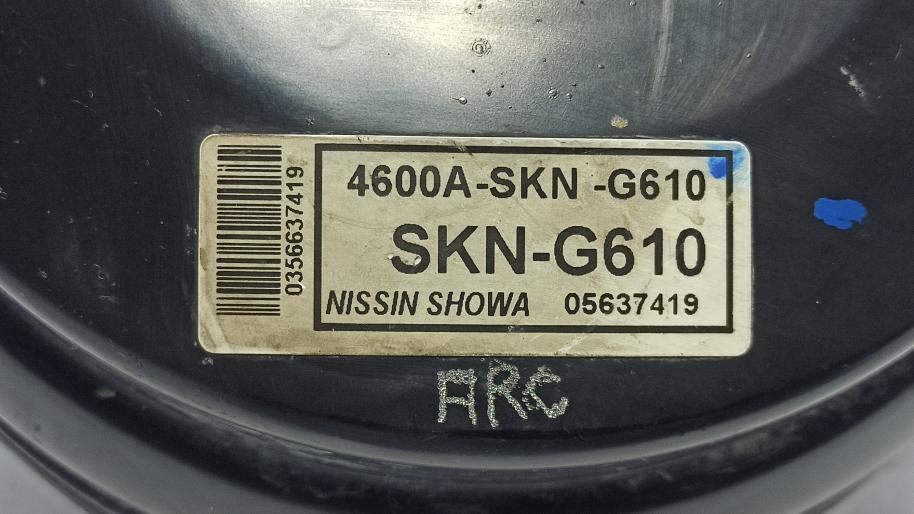 0356637419
4600A-SKN -G610
SKN-G610
NISSIN SHOWA 05637419
ARC